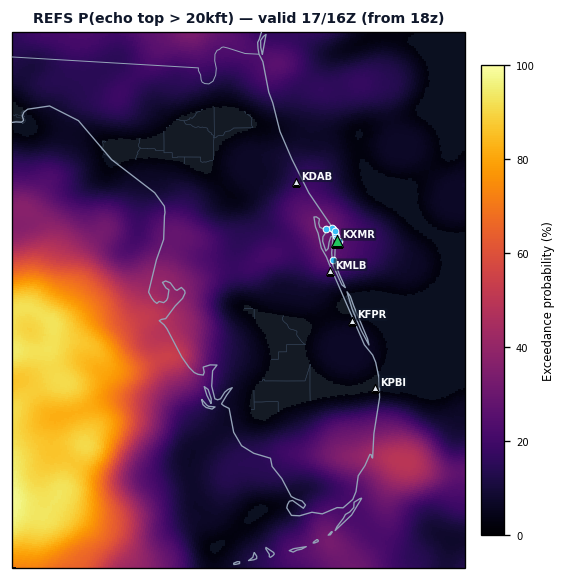 REFS P(echo top > 20kft) — valid 17/16Z (from 18z)
KDAB
KXMR
KMLB
KFPR
KPBI
100
80
60
40
20
0
Exceedance probability (%)